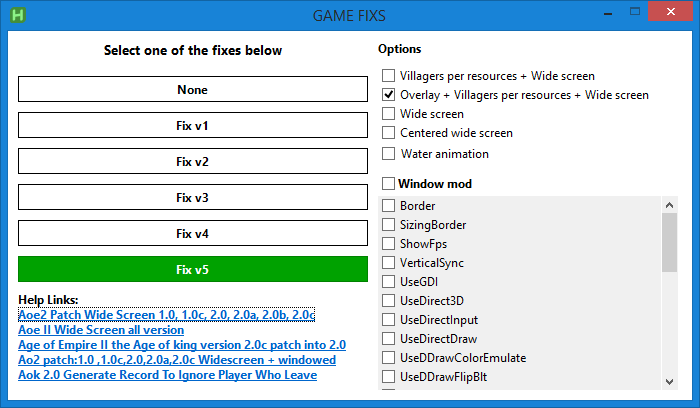 GAME FIXS
Select one of the fixes below
None
Fix v1
Fix v2
Fix v3
Fix v4
Fix v5
Help Links:
Aoe2 Patch Wide Screen 1.0, 1.0c, 2.0, 2.0a, 2.0b, 2.0c
Aoe II Wide Screen all version
Age of Empire II the Age of king version 2.0c patch into 2.0
Ao2 patch:1.0 ,1.0c,2.0,2.0a,2.0c Widescreen + windowed
Aok 2.0 Generate Record To Ignore Player Who Leave
Options
Villagers per resources + Wide screen
Overlay + Villagers per resources + Wide screen
Wide screen
Centered wide screen
Water animation
Window mod
Border
SizingBorder
ShowFps
VerticalSync
UseGDI
UseDirect3D
UseDirectInput
UseDirectDraw
UseDDrawColorEmulate
UseDDrawFlipBlt